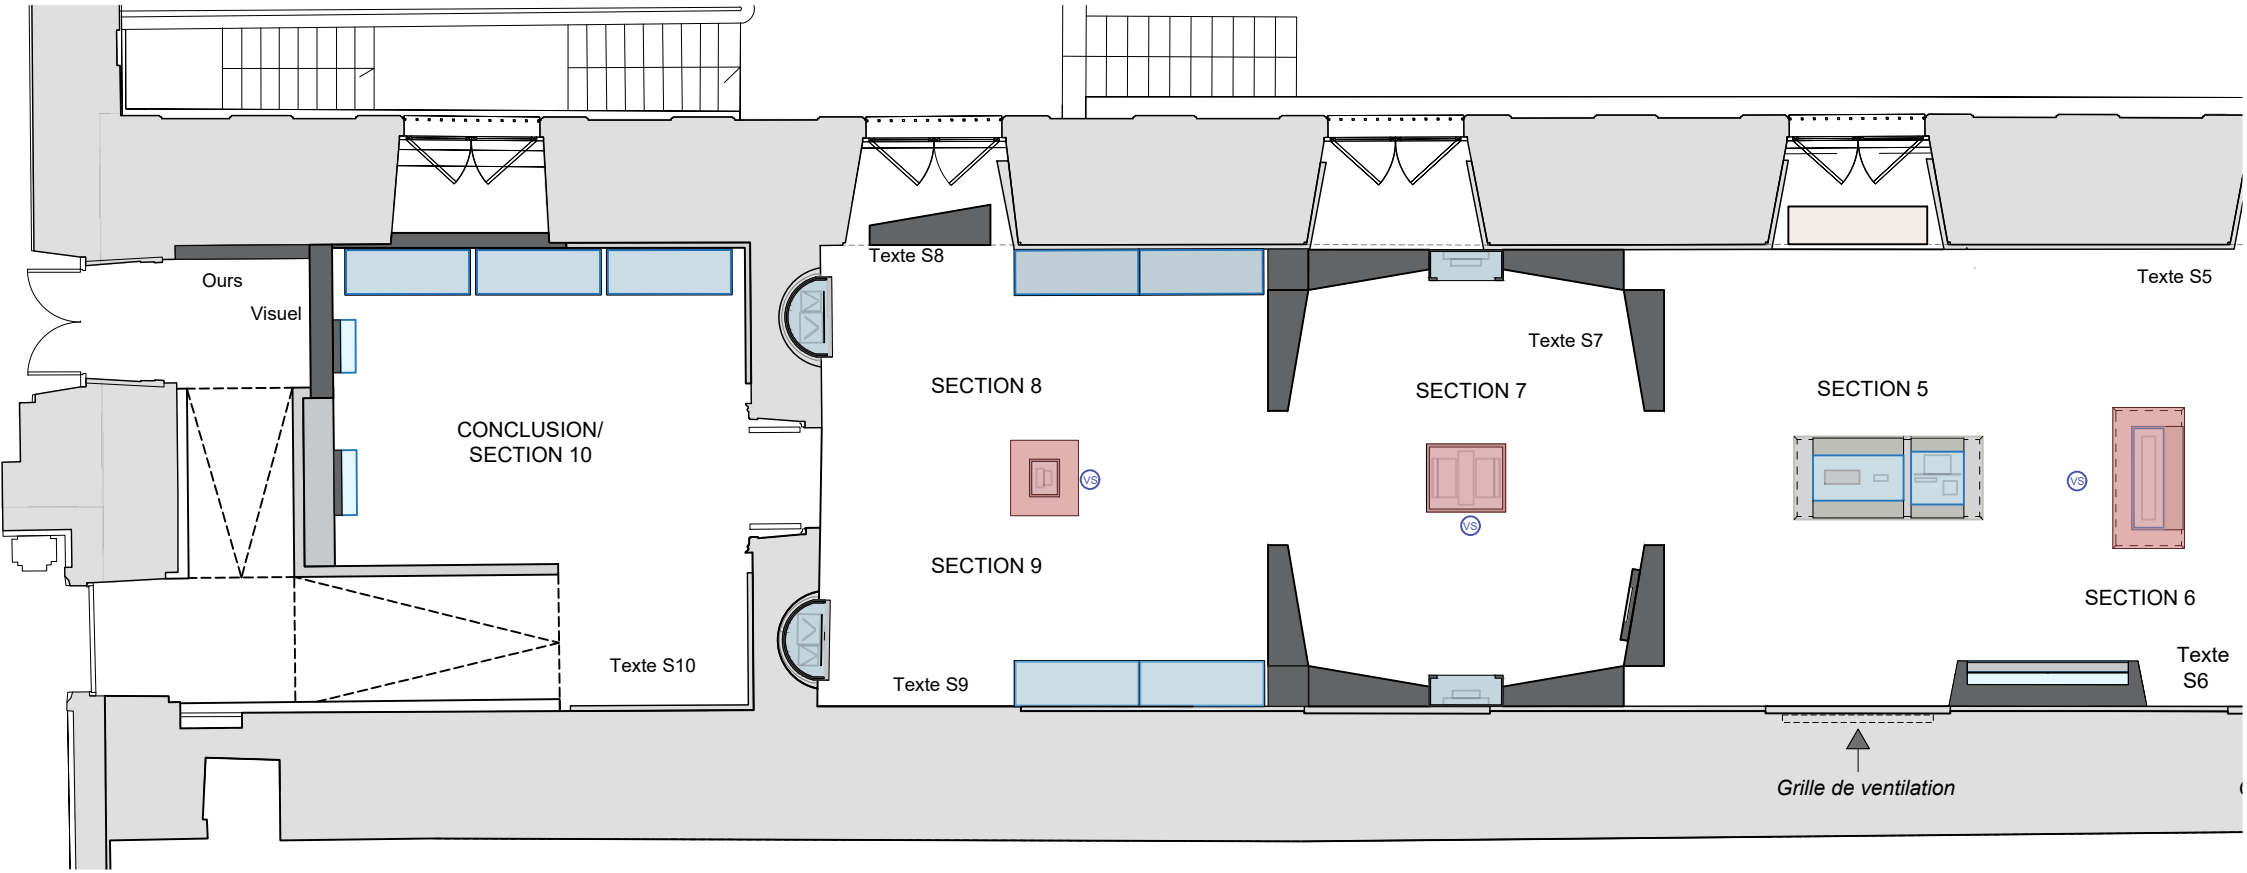 Ours
Visuel
Texte S8
Texte S5
Texte S7
SECTION 8
SECTION 7
SECTION 5
CONCLUSION/
SECTION 10
VS
VS
VS
SECTION 9
SECTION 6
Texte S10
Texte S9
Texte
S6
Grille de ventilation